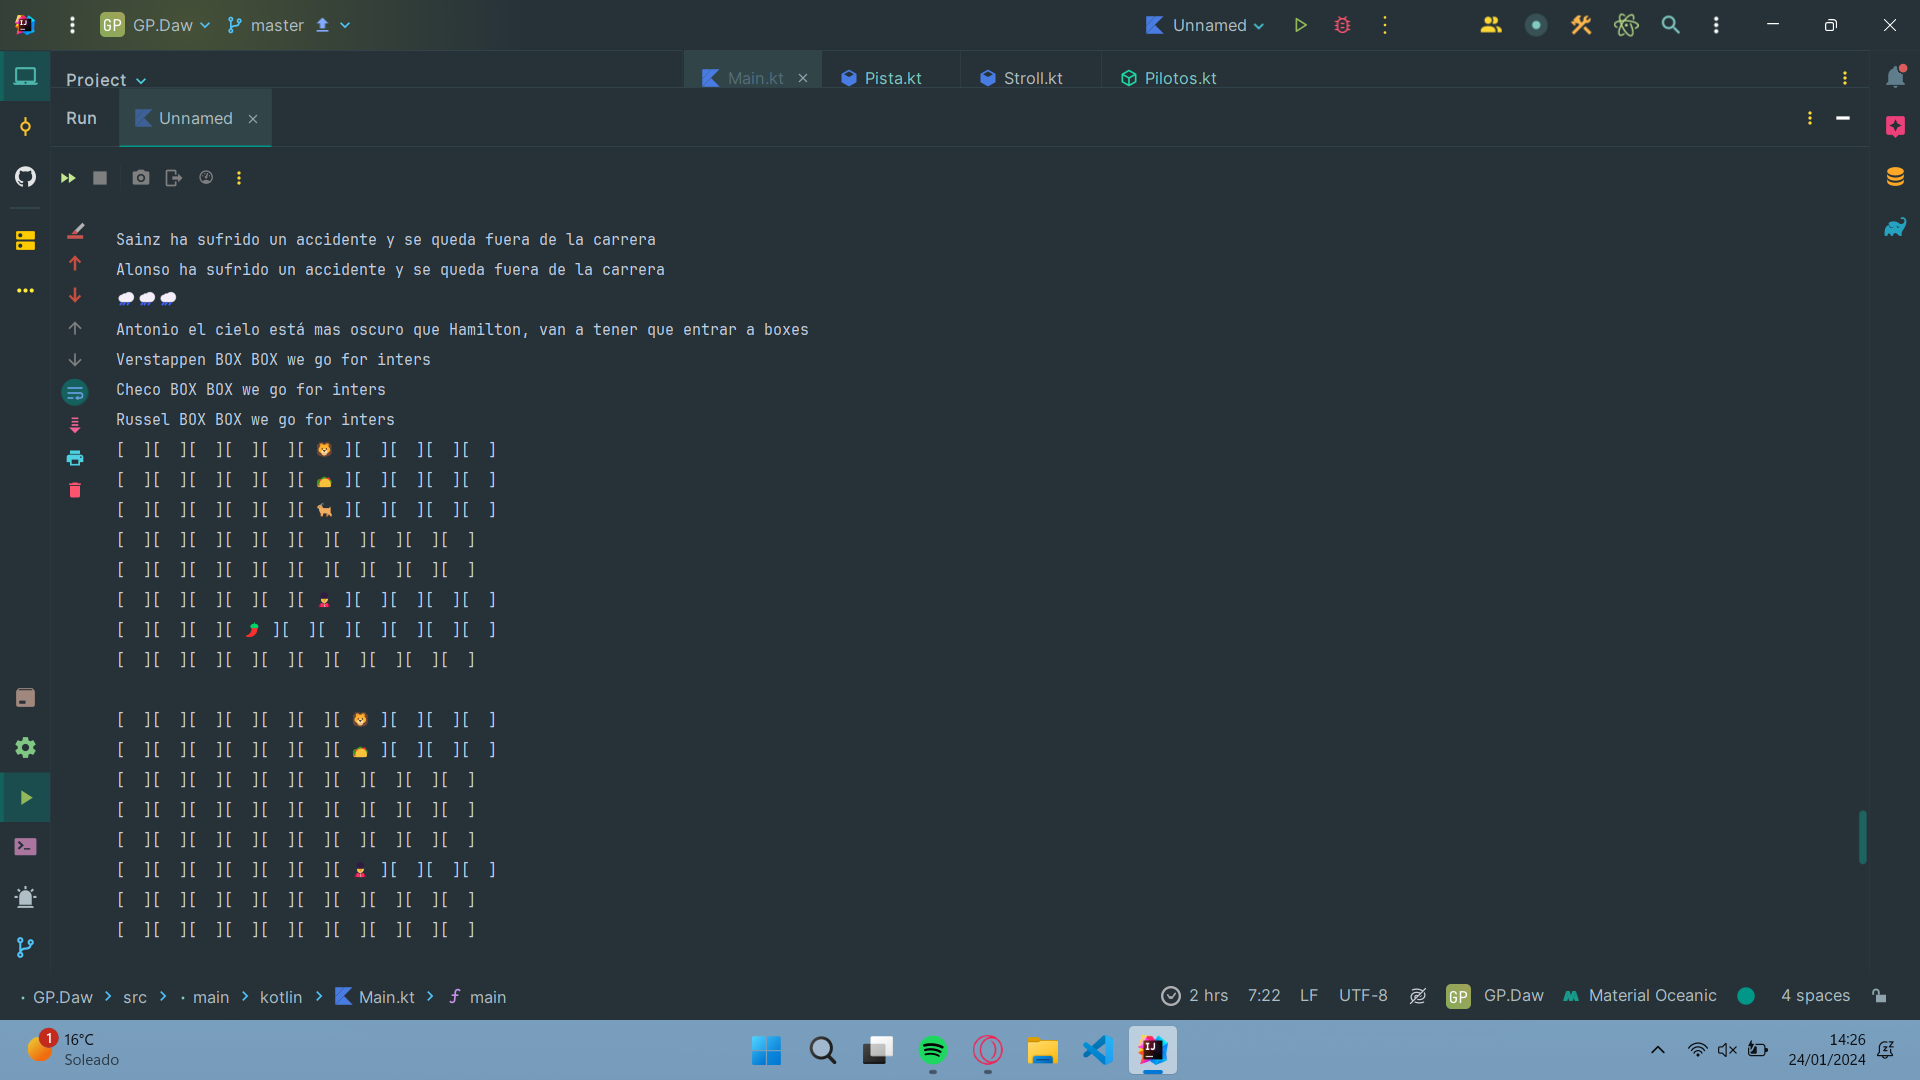 GP GP.Daw master Unnamed
Project Main.kt Pista.kt Stroll.kt Pilotos.kt
Run Unnamed
Sainz ha sufrido un accidente y se queda fuera de la carrera
Alonso ha sufrido un accidente y se queda fuera de la carrera
🌧️🌧️🌧️
Antonio el cielo está mas oscuro que Hamilton, van a tener que entrar a boxes
Verstappen BOX BOX we go for inters
Checo BOX BOX we go for inters
Russel BOX BOX we go for inters
[  ][  ][  ][  ][  ][ 🦁 ][  ][  ][  ][  ]
[  ][  ][  ][  ][  ][ 🌮 ][  ][  ][  ][  ]
[  ][  ][  ][  ][  ][ 🐂 ][  ][  ][  ][  ]
[  ][  ][  ][  ][  ][  ][  ][  ][  ][  ]
[  ][  ][  ][  ][  ][  ][  ][  ][  ][  ]
[  ][  ][  ][  ][  ][ 💂 ][  ][  ][  ][  ]
[  ][  ][  ][ 🌶️ ][  ][  ][  ][  ][  ][  ]
[  ][  ][  ][  ][  ][  ][  ][  ][  ][  ]
[  ][  ][  ][  ][  ][  ][ 🦁 ][  ][  ][  ]
[  ][  ][  ][  ][  ][  ][ 🌮 ][  ][  ][  ]
[  ][  ][  ][  ][  ][  ][  ][  ][  ][  ]
[  ][  ][  ][  ][  ][  ][  ][  ][  ][  ]
[  ][  ][  ][  ][  ][  ][  ][  ][  ][  ]
[  ][  ][  ][  ][  ][  ][ 💂 ][  ][  ][  ]
[  ][  ][  ][  ][  ][  ][  ][  ][  ][  ]
[  ][  ][  ][  ][  ][  ][  ][  ][  ][  ]
GP.Daw > src > main > kotlin > Main.kt > main 2 hrs 7:22 LF UTF-8 GP GP.Daw Material Oceanic 4 spaces
1 16°C 14:26
Soleado 24/01/2024